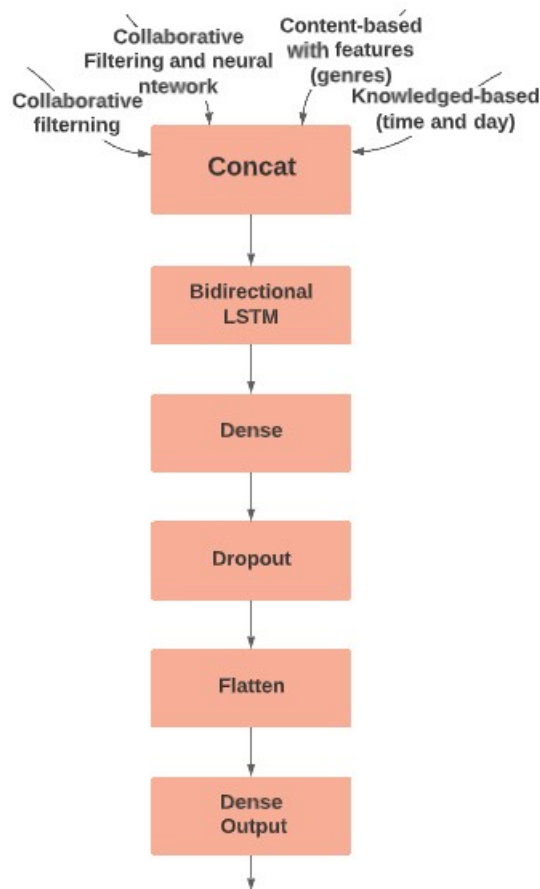 Collaborative
filterning
Collaborative
Filtering and neural
ntework
Content-based
with features
(genres)
Knowledged-based
(time and day)
Concat
Bidirectional
LSTM
Dense
Dropout
Flatten
Dense
Output